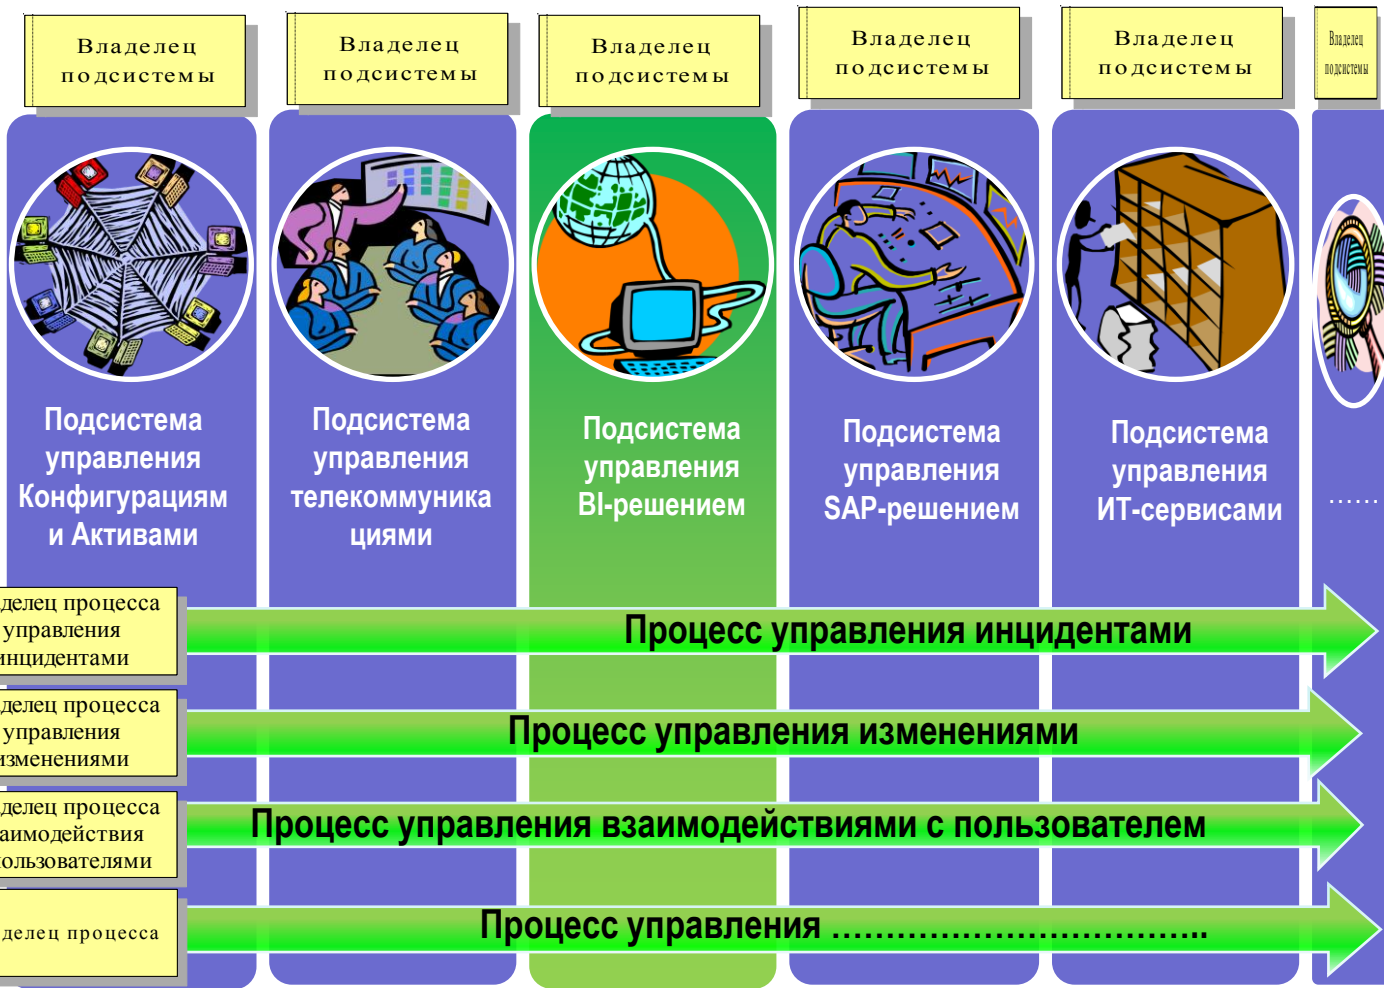 Владелец
подсистемы
Владелец
подсистемы
Владелец
подсистемы
Владелец
подсистемы
Владелец
подсистемы
Владелец
подсистемы
Подсистема
управления
Конфигурациям
и Активами
Подсистема
управления
телекоммуника
циями
Подсистема
управления
BI-решением
Подсистема
управления
SAP-решением
Подсистема
управления
ИТ-сервисами
......
делец процесса
управления
инцидентами
Процесс управления инцидентами
делец процесса
управления
изменениями
Процесс управления изменениями
делец процесса
заимодействия
пользователями
Процесс управления взаимодействиями с пользователем
делец процесса
Процесс управления ......................................